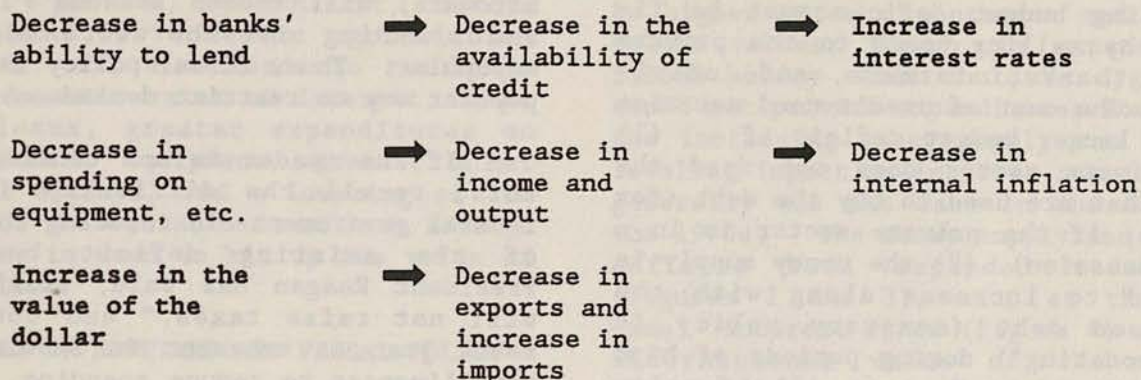 Decrease in banks' ability to lend → Decrease in the availability of credit → Increase in interest rates
Decrease in spending on equipment, etc. → Decrease in income and output → Decrease in internal inflation
Increase in the value of the dollar → Decrease in exports and increase in imports